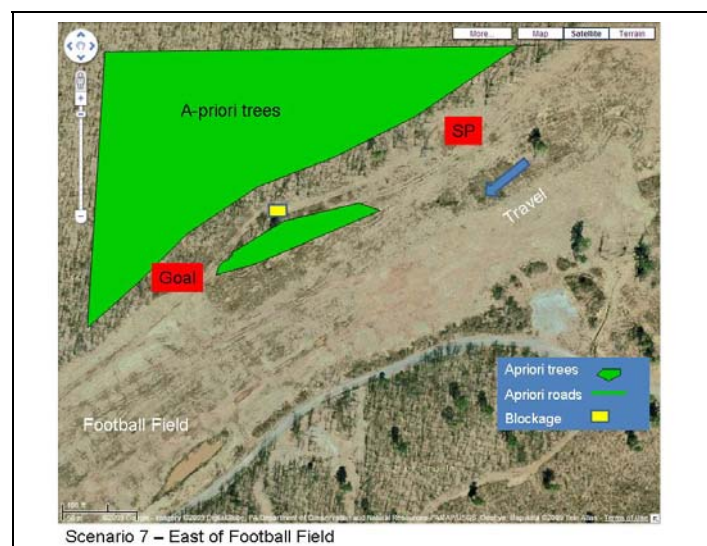 More...
Map
Satellite
Terrain
A-priori trees
SP
Travel
Goal
Apriori trees
Apriori roads
Blockage
Football Field
Scenario 7 – East of Football Field